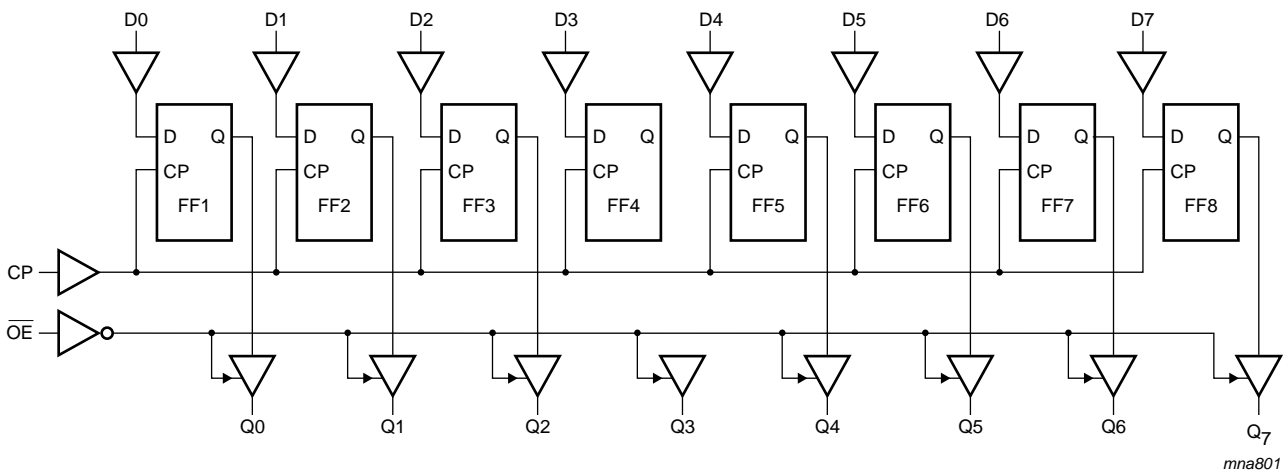 D0 D1 D2 D3 D4 D5 D6 D7
D Q D Q D Q D Q D Q D Q D Q D Q
CP CP CP CP CP CP CP CP
FF1 FF2 FF3 FF4 FF5 FF6 FF7 FF8
CP
OE
Q0 Q1 Q2 Q3 Q4 Q5 Q6 Q7
mna801